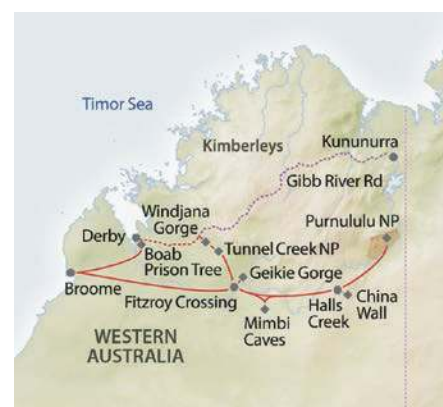 Timor Sea
Kimberleys
Kununurra
Gibb River Rd
Windjana
Gorge
Purnululu NP
Derby
Boab
Prison Tree
Tunnel Creek NP
Geikie Gorge
Broome
Fitzroy Crossing
Halls
Creek
China
Wall
Mimbi
Caves
WESTERN
AUSTRALIA